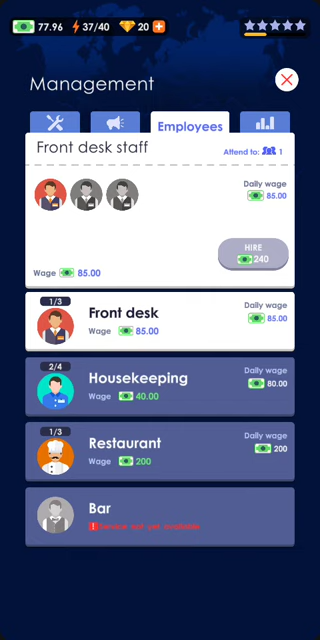 77.96 37/40 20
Management
Employees
Front desk staff
Attend to: 1
Daily wage
85.00
HIRE
240
Wage 85.00
1/3
Front desk
Wage 85.00
Daily wage
85.00
2/4
Housekeeping
Wage 40.00
Daily wage
80.00
1/3
Restaurant
Wage 200
Daily wage
200
Bar
Service not yet available